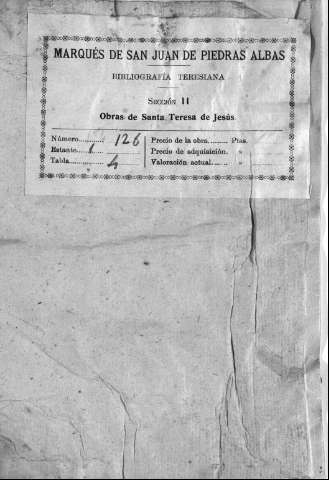 MARQUÉS DE SAN JUAN DE PIEDRAS ALBAS
BIBLIOGRAFÍA TERESIANA
SECCIÓN II
Obras de Santa Teresa de Jesús
Número.......... 126
Estante... 1
Tabla............... 4
Precio de la obra........ Ptas.
Precio de adquisición. »
Valoración actual...... »